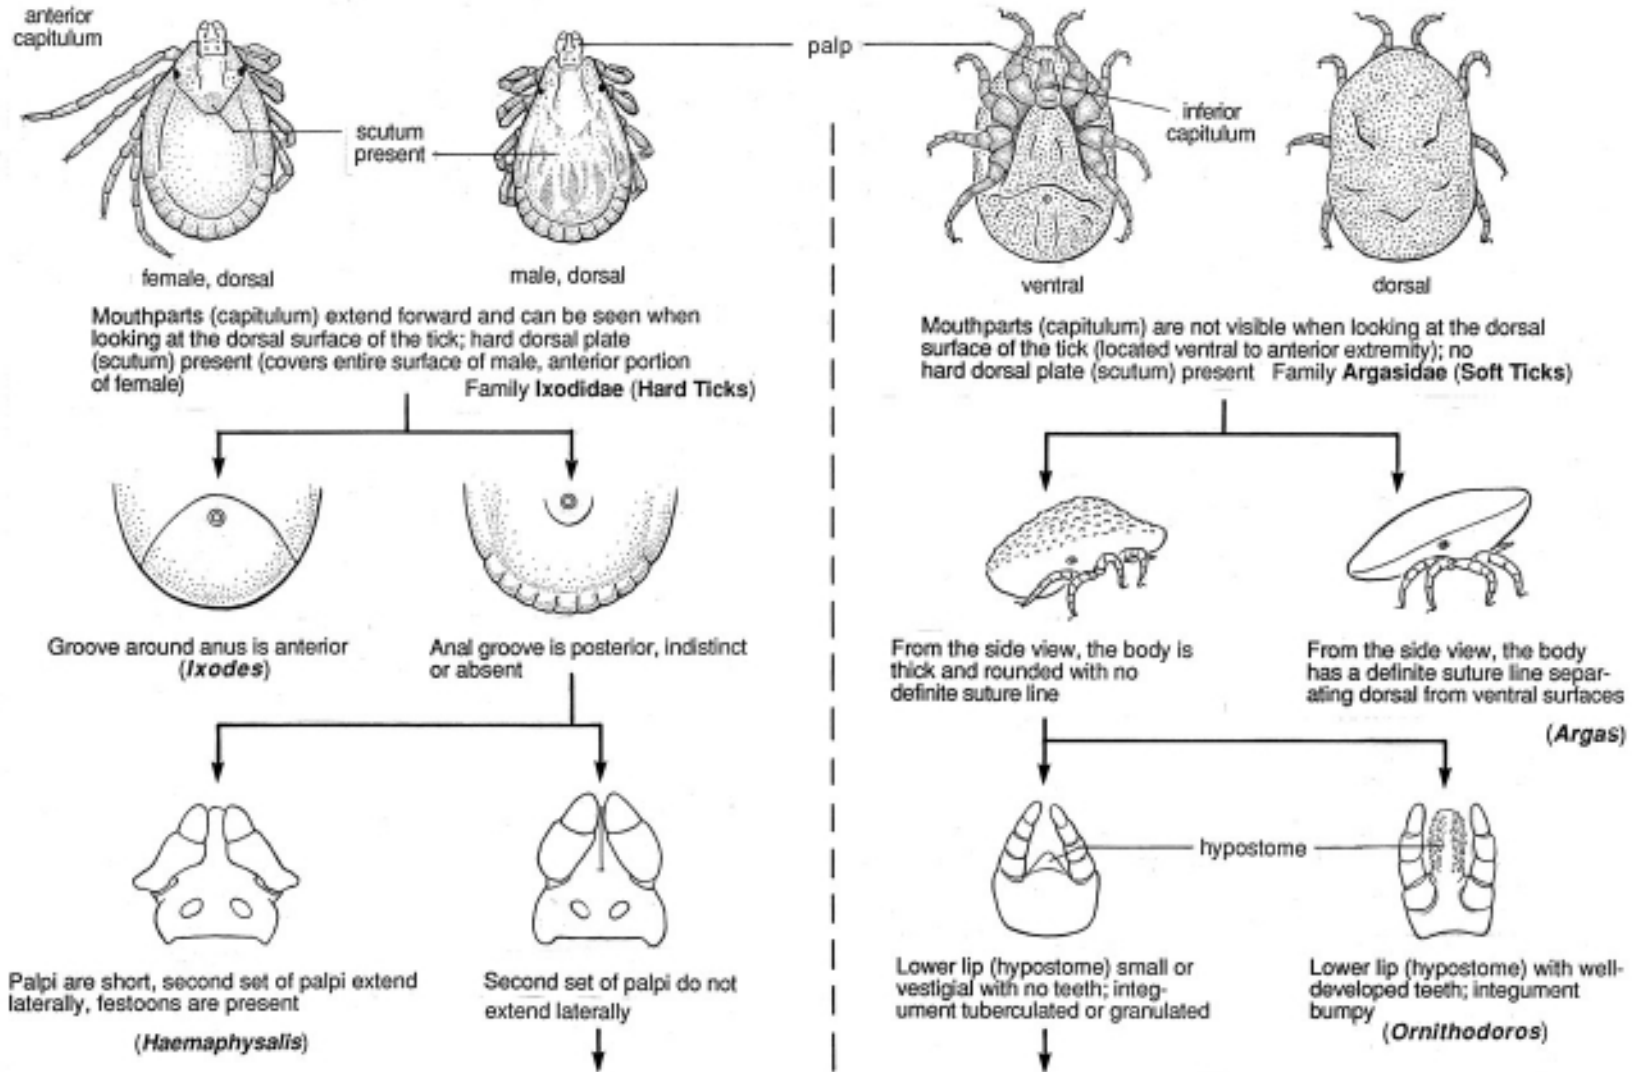 anterior
capitulum
palp
scutum
present
inferior
capitulum
female, dorsal
male, dorsal
ventral
dorsal
Mouthparts (capitulum) extend forward and can be seen when
looking at the dorsal surface of the tick; hard dorsal plate
(scutum) present (covers entire surface of male, anterior portion
of female)
Family Ixodidae (Hard Ticks)
Mouthparts (capitulum) are not visible when looking at the dorsal
surface of the tick (located ventral to anterior extremity); no
hard dorsal plate (scutum) present Family Argasidae (Soft Ticks)
Groove around anus is anterior
(Ixodes)
Anal groove is posterior, indistinct
or absent
From the side view, the body is
thick and rounded with no
definite suture line
From the side view, the body
has a definite suture line separ-
ating dorsal from ventral surfaces
(Argas)
hypostome
Palpi are short, second set of palpi extend
laterally, festoons are present
(Haemaphysalis)
Second set of palpi do not
extend laterally
Lower lip (hypostome) small or
vestigial with no teeth; integ-
ument tuberculated or granulated
Lower lip (hypostome) with well-
developed teeth; integument
bumpy
(Ornithodoros)